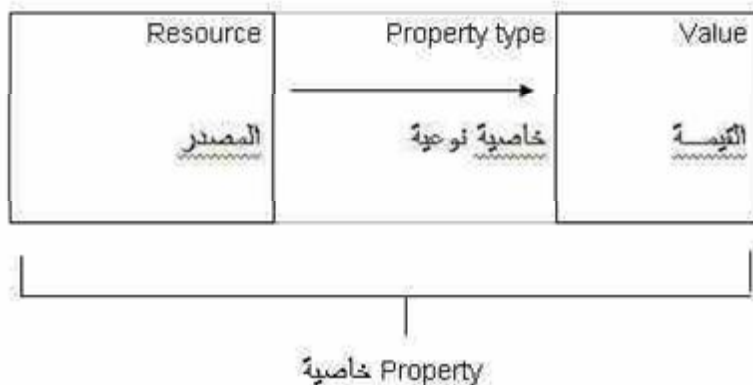 Resource
Property type
Value
المصدر
خاصية نوعية
القيمـــة
خاصية Property